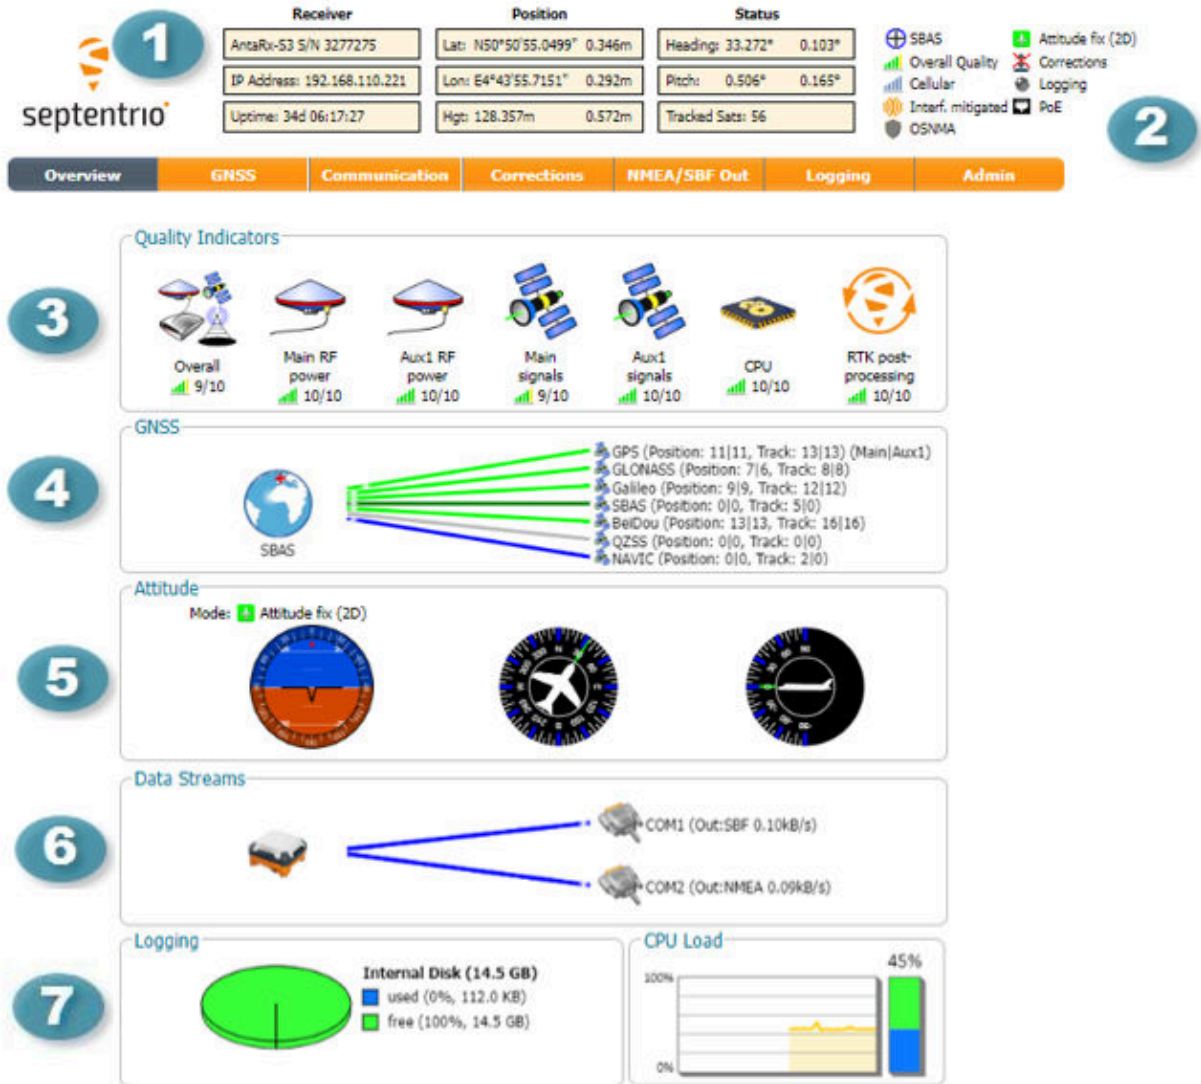 1
septentrio
Receiver
AntaRx-S3 S/N 3277275
IP Address: 192.168.110.221
Uptime: 34d 06:17:27
Position
Lat: N50°50'55.0499" 0.346m
Lon: E4°43'55.7151" 0.292m
Hgt: 128.357m 0.572m
Status
Heading: 33.272° 0.103°
Pitch: 0.506° 0.165°
Tracked Sats: 56
SBAS
Overall Quality
Cellular
Interf. mitigated
OSNMA
Attitude fix (2D)
Corrections
Logging
PoE
2
Overview GNSS Communication Corrections NMEA/SBF Out Logging Admin
3
Quality Indicators
Overall
9/10
Main RF
power
10/10
Aux1 RF
power
10/10
Main
signals
9/10
Aux1
signals
10/10
CPU
10/10
RTK post-
processing
10/10
4
GNSS
SBAS
GPS (Position: 11|11, Track: 13|13) (Main|Aux1)
GLONASS (Position: 7|6, Track: 8|8)
Galileo (Position: 9|9, Track: 12|12)
SBAS (Position: 0|0, Track: 5|0)
BeiDou (Position: 13|13, Track: 16|16)
QZSS (Position: 0|0, Track: 0|0)
NAVIC (Position: 0|0, Track: 2|0)
5
Attitude
Mode: Attitude fix (2D)
6
Data Streams
COM1 (Out:SBF 0.10kB/s)
COM2 (Out:NMEA 0.09kB/s)
7
Logging
Internal Disk (14.5 GB)
used (0%, 112.0 KB)
free (100%, 14.5 GB)
CPU Load
45%
100%
0%